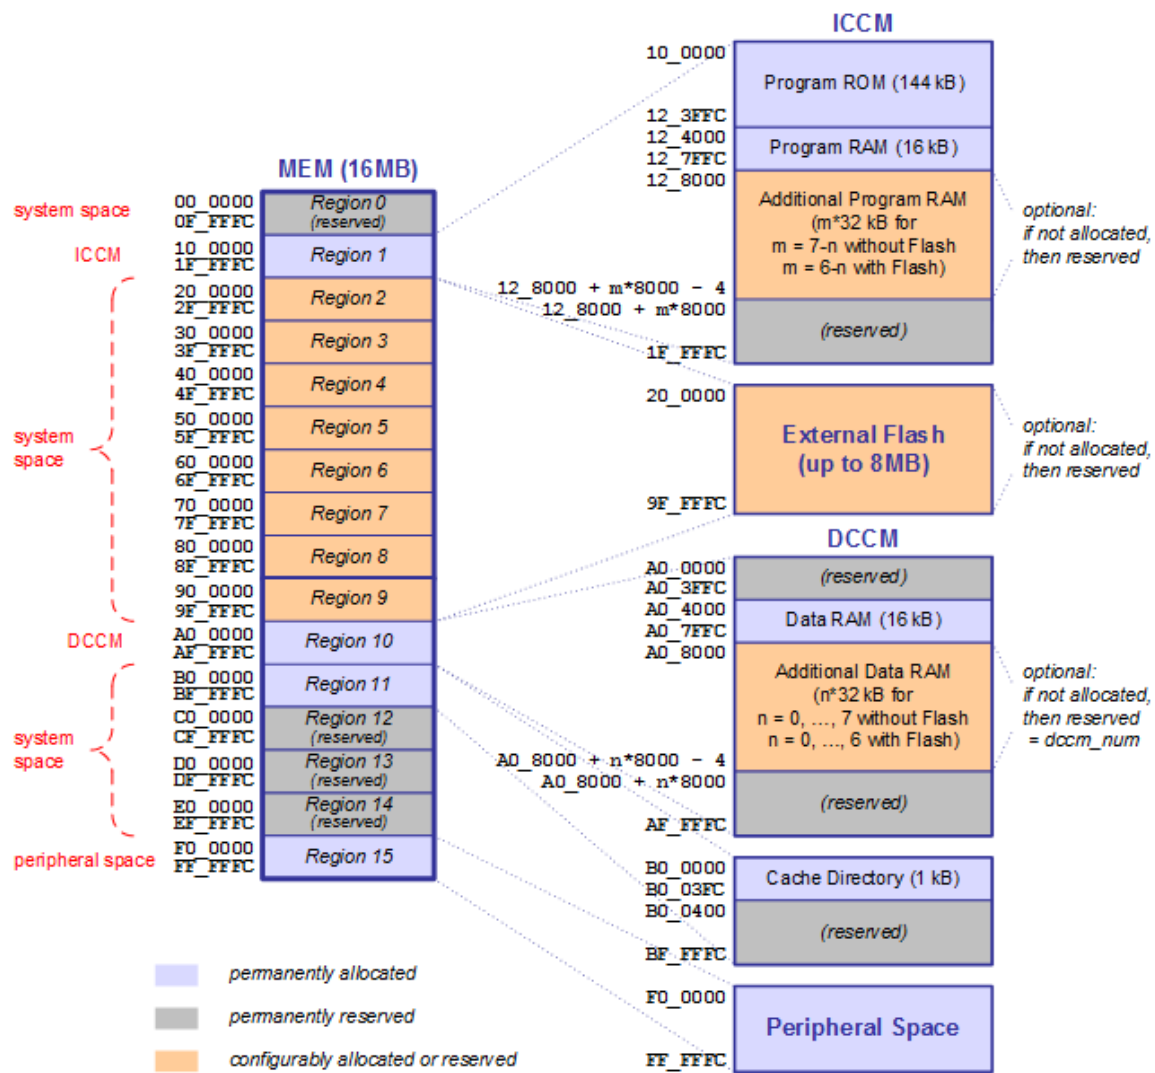 MEM (16MB)
system space
00_0000
0F_FFFC
Region 0
(reserved)
ICCM
10_0000
1F_FFFC
Region 1
20_0000
2F_FFFC
Region 2
30_0000
3F_FFFC
Region 3
40_0000
4F_FFFC
Region 4
system
space
50_0000
5F_FFFC
Region 5
60_0000
6F_FFFC
Region 6
70_0000
7F_FFFC
Region 7
80_0000
8F_FFFC
Region 8
90_0000
9F_FFFC
Region 9
DCCM
A0_0000
AF_FFFC
Region 10
B0_0000
BF_FFFC
Region 11
system
space
C0_0000
CF_FFFC
Region 12
(reserved)
D0_0000
DF_FFFC
Region 13
(reserved)
E0_0000
EF_FFFC
Region 14
(reserved)
peripheral space
F0_0000
FF_FFFC
Region 15
permanently allocated
permanently reserved
configurably allocated or reserved
ICCM
10_0000
Program ROM (144 kB)
12_3FFC
12_4000
Program RAM (16 kB)
12_7FFC
12_8000
Additional Program RAM
(m*32 kB for
m = 7-n without Flash
m = 6-n with Flash)
optional:
if not allocated,
then reserved
12_8000 + m*8000 - 4
12_8000 + m*8000
(reserved)
1F_FFFC
20_0000
External Flash
(up to 8MB)
optional:
if not allocated,
then reserved
9F_FFFC
DCCM
A0_0000
(reserved)
A0_3FFC
A0_4000
Data RAM (16 kB)
A0_7FFC
A0_8000
Additional Data RAM
(n*32 kB for
n = 0, ..., 7 without Flash
n = 0, ..., 6 with Flash)
optional:
if not allocated,
then reserved
= dccm_num
A0_8000 + n*8000 - 4
A0_8000 + n*8000
(reserved)
AF_FFFC
B0_0000
Cache Directory (1 kB)
B0_03FC
B0_0400
(reserved)
BF_FFFC
F0_0000
Peripheral Space
FF_FFFC